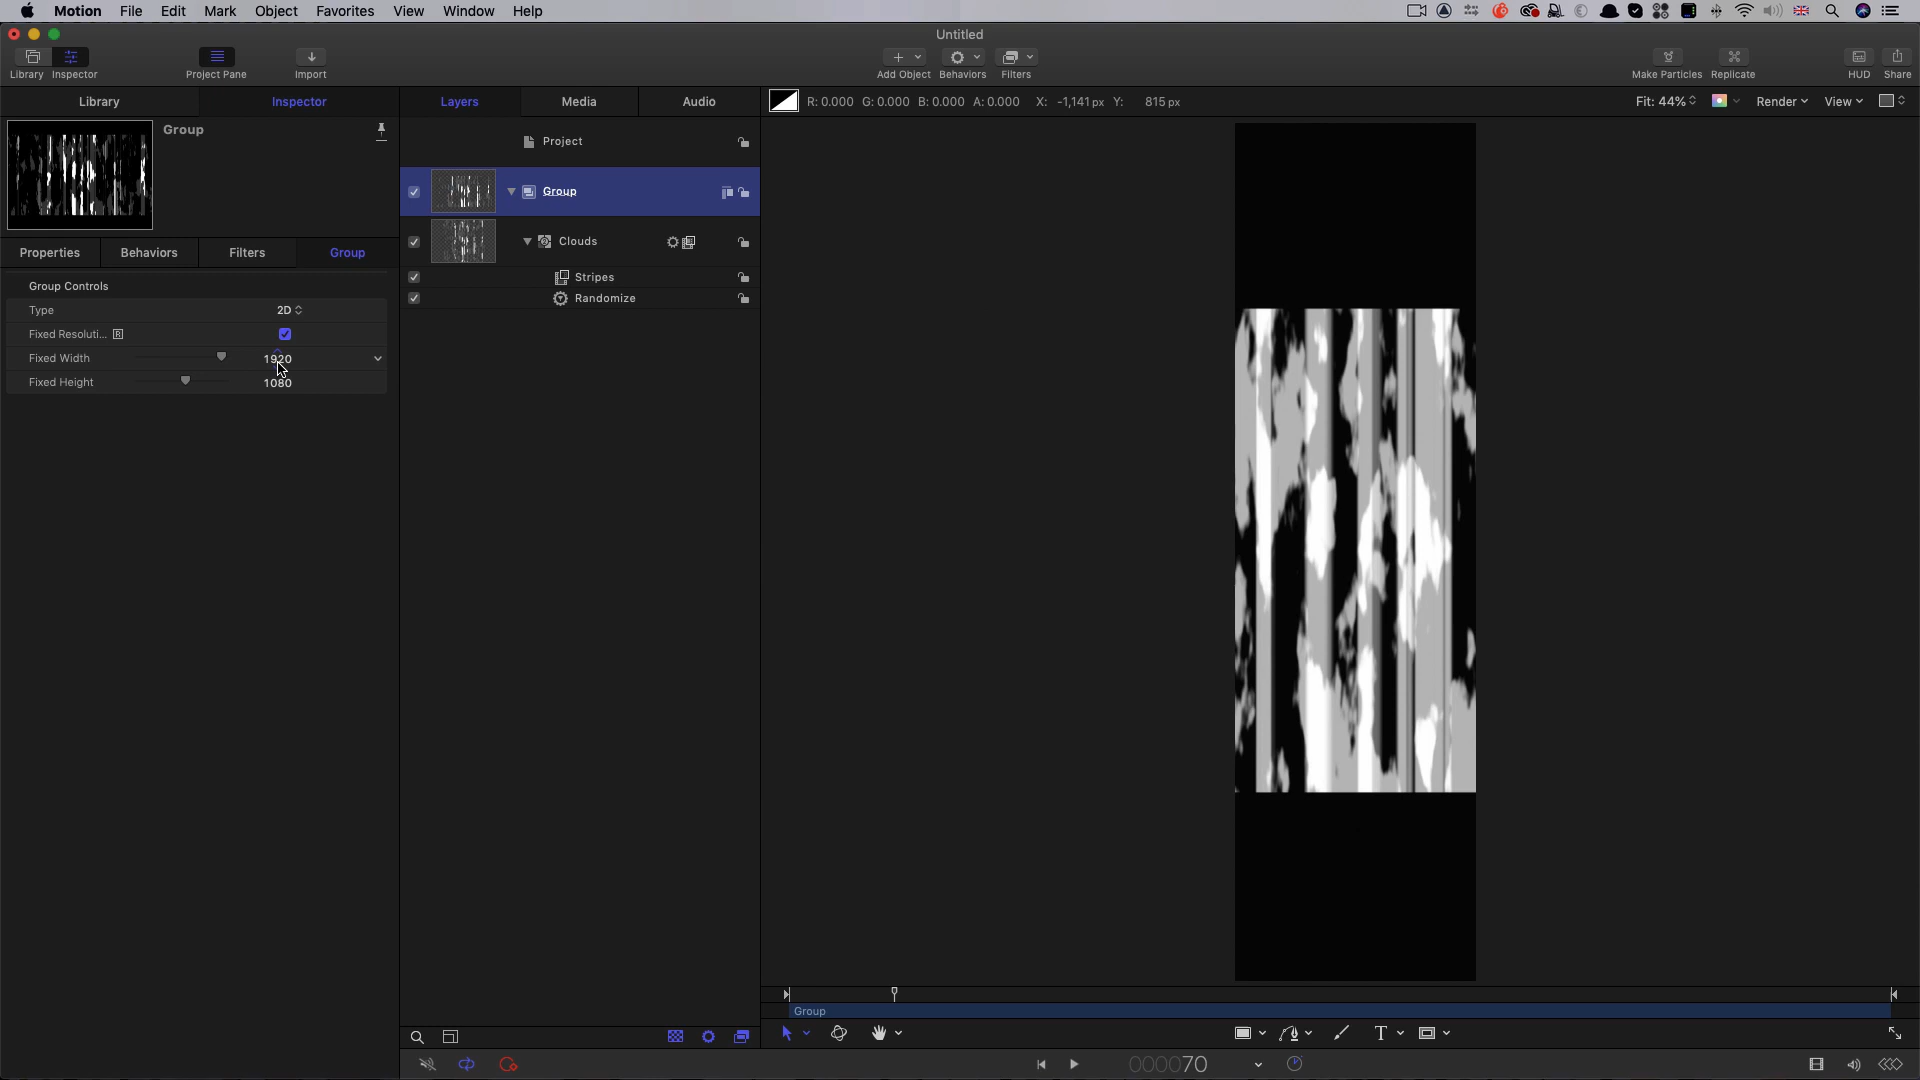 Motion File Edit Mark Object Favorites View Window Help
Untitled
Library Inspector Project Pane Import Add Object Behaviors Filters Make Particles Replicate HUD Share
Library Inspector Layers Media Audio R: 0.000 G: 0.000 B: 0.000 A: 0.000 X: -1,141 px Y: 815 px Fit: 44% Render View
Group
Project
Group
Clouds
Stripes
Randomize
Properties Behaviors Filters Group
Group Controls
Type 2D
Fixed Resoluti... R
Fixed Width 1920
Fixed Height 1080
Group
T
000070